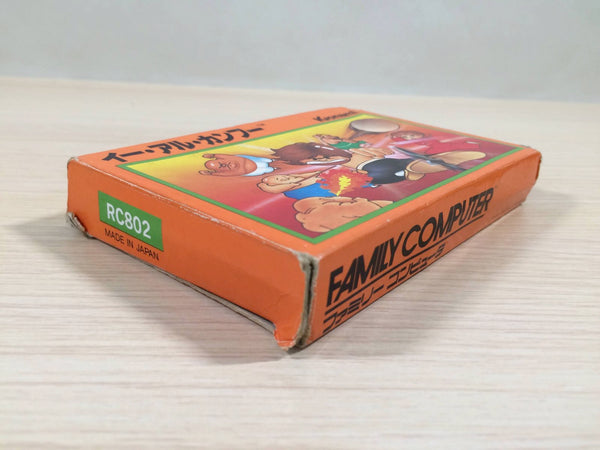 イー・アル・カンフー
Konami
RC802
MADE IN JAPAN
FAMILY COMPUTER
ファミリー コンピュータ